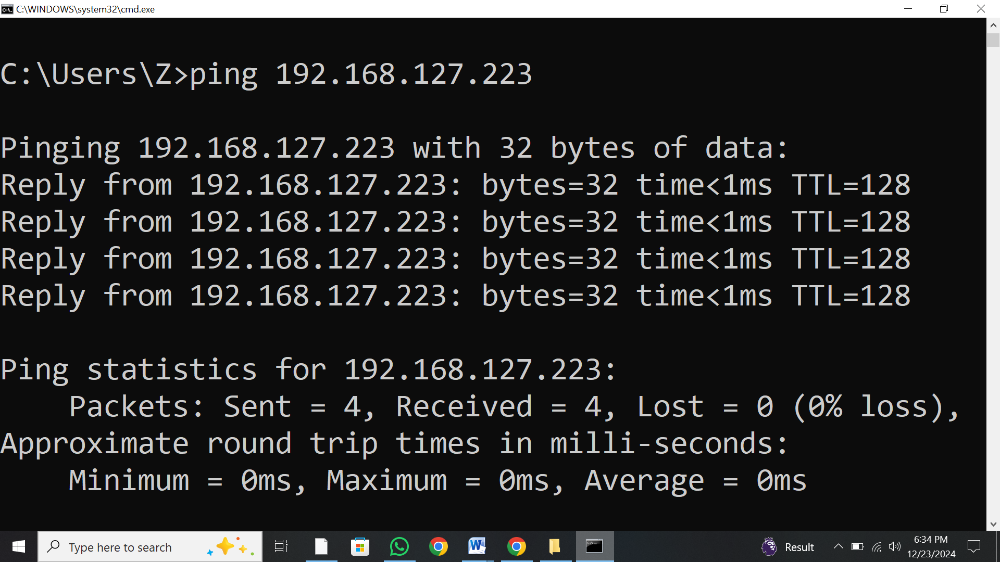 C:\WINDOWS\system32\cmd.exe
C:\Users\Z>ping 192.168.127.223
Pinging 192.168.127.223 with 32 bytes of data:
Reply from 192.168.127.223: bytes=32 time<1ms TTL=128
Reply from 192.168.127.223: bytes=32 time<1ms TTL=128
Reply from 192.168.127.223: bytes=32 time<1ms TTL=128
Reply from 192.168.127.223: bytes=32 time<1ms TTL=128
Ping statistics for 192.168.127.223:
    Packets: Sent = 4, Received = 4, Lost = 0 (0% loss),
Approximate round trip times in milli-seconds:
    Minimum = 0ms, Maximum = 0ms, Average = 0ms
Type here to search
Result
6:34 PM
12/23/2024